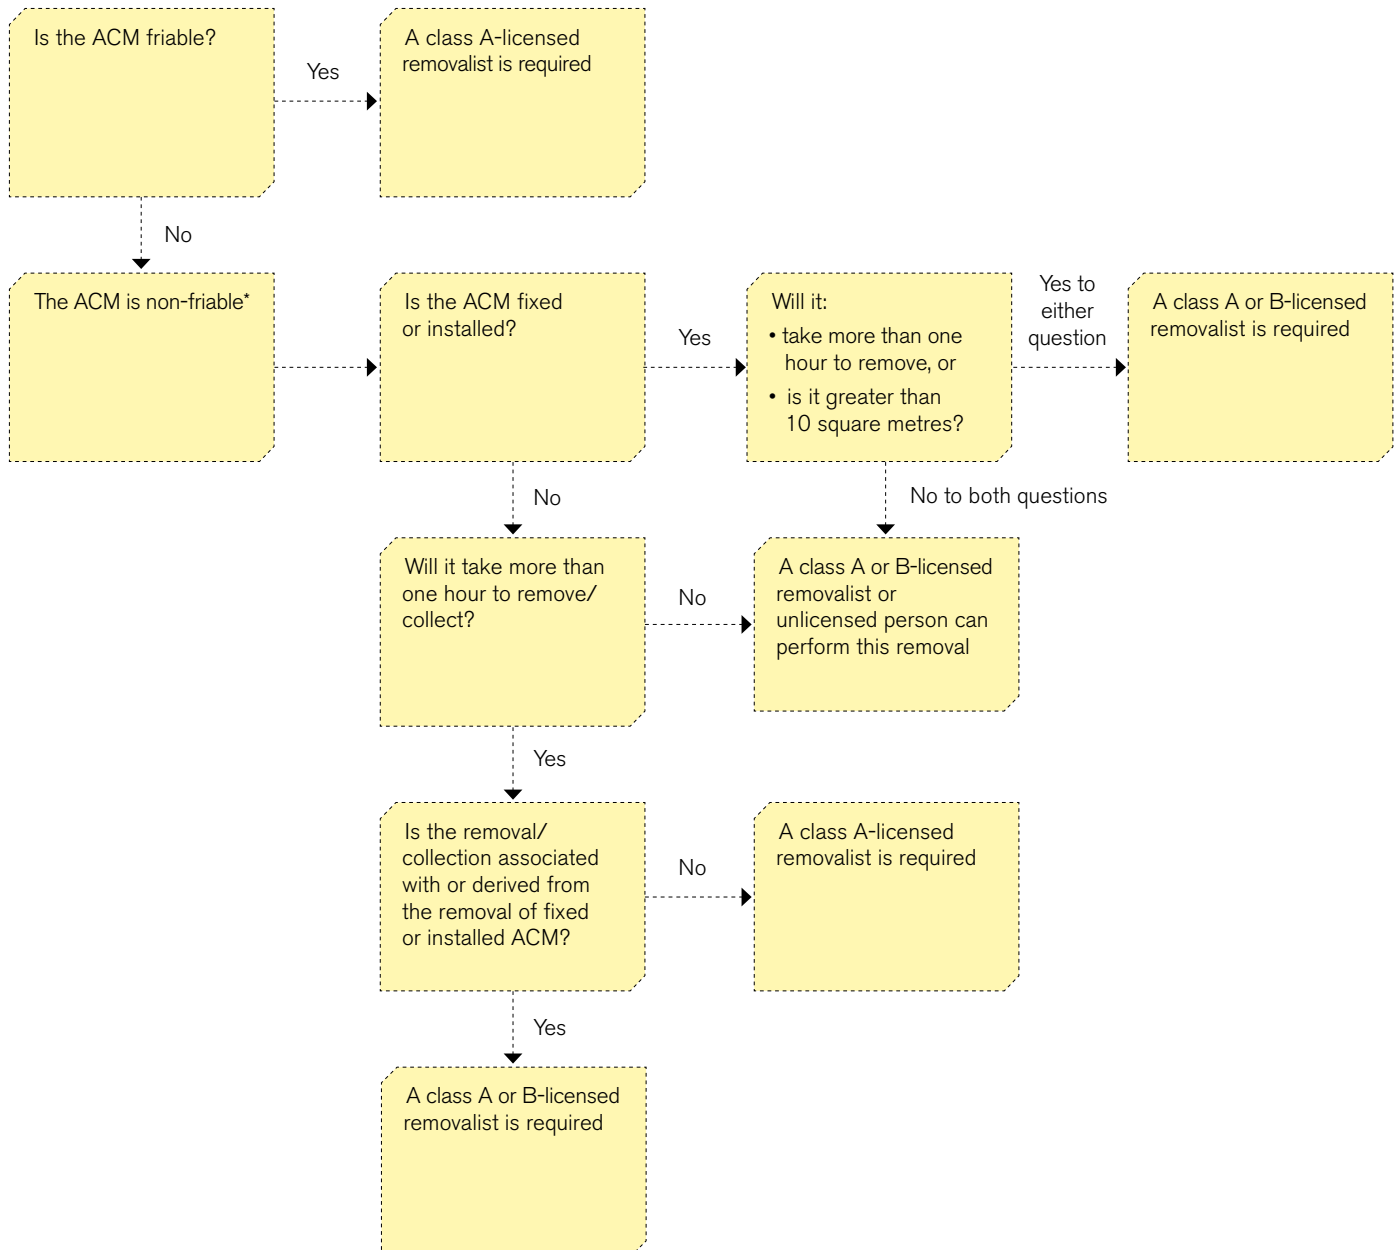 Is the ACM friable?
Yes
A class A-licensed
removalist is required
No
The ACM is non-friable*
Is the ACM fixed
or installed?
Yes
Will it:
• take more than one
hour to remove, or
• is it greater than
10 square metres?
Yes to
either
question
A class A or B-licensed
removalist is required
No
No to both questions
Will it take more than
one hour to remove/
collect?
No
A class A or B-licensed
removalist or
unlicensed person can
perform this removal
Yes
Is the removal/
collection associated
with or derived from
the removal of fixed
or installed ACM?
No
A class A-licensed
removalist is required
Yes
A class A or B-licensed
removalist is required